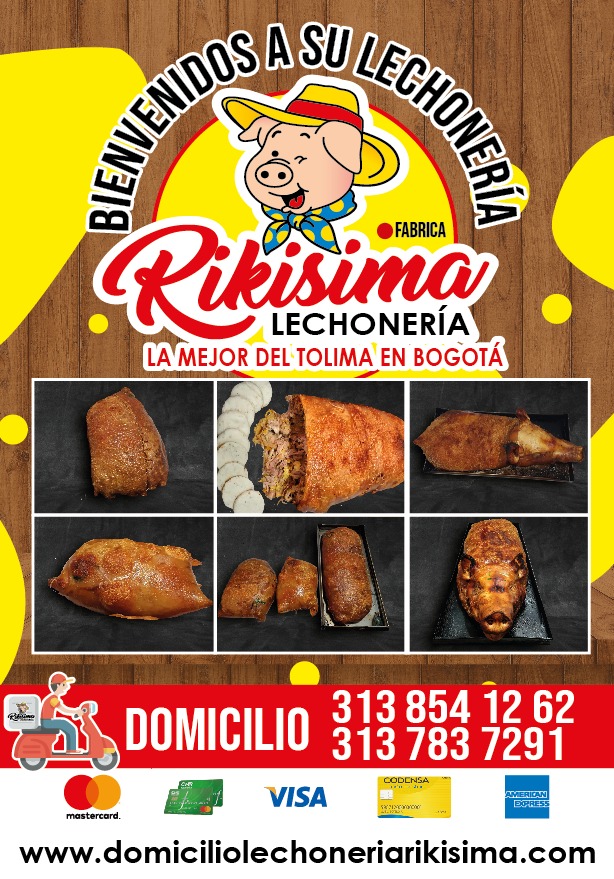 BIENVENIDOS A SU LECHONERÍA
FABRICA
Rikisima
LECHONERÍA
LA MEJOR DEL TOLIMA EN BOGOTÁ
Rikisima
DOMICILIO
313 854 12 62
313 783 7291
mastercard.
VISA
CODENSA
AMERICAN
EXPRESS
www.domiciliolechoneriarikisima.com